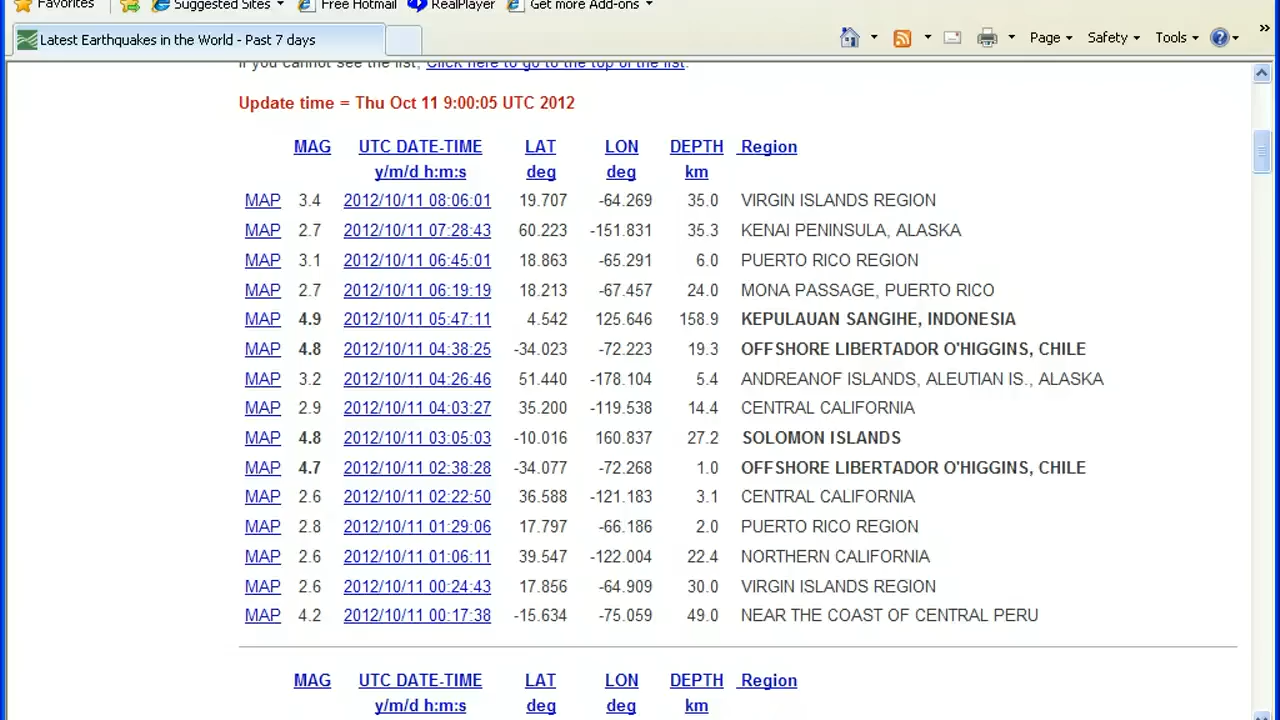 Favorites Suggested Sites Free Hotmail RealPlayer Get more Add-ons
Latest Earthquakes in the World - Past 7 days Page Safety Tools
If you cannot see the list, Click here to go to the top of the list.
Update time = Thu Oct 11 9:00:05 UTC 2012
MAG UTC DATE-TIME LAT LON DEPTH Region
y/m/d h:m:s deg deg km
MAP 3.4 2012/10/11 08:06:01 19.707 -64.269 35.0 VIRGIN ISLANDS REGION
MAP 2.7 2012/10/11 07:28:43 60.223 -151.831 35.3 KENAI PENINSULA, ALASKA
MAP 3.1 2012/10/11 06:45:01 18.863 -65.291 6.0 PUERTO RICO REGION
MAP 2.7 2012/10/11 06:19:19 18.213 -67.457 24.0 MONA PASSAGE, PUERTO RICO
MAP 4.9 2012/10/11 05:47:11 4.542 125.646 158.9 KEPULAUAN SANGIHE, INDONESIA
MAP 4.8 2012/10/11 04:38:25 -34.023 -72.223 19.3 OFFSHORE LIBERTADOR O'HIGGINS, CHILE
MAP 3.2 2012/10/11 04:26:46 51.440 -178.104 5.4 ANDREANOF ISLANDS, ALEUTIAN IS., ALASKA
MAP 2.9 2012/10/11 04:03:27 35.200 -119.538 14.4 CENTRAL CALIFORNIA
MAP 4.8 2012/10/11 03:05:03 -10.016 160.837 27.2 SOLOMON ISLANDS
MAP 4.7 2012/10/11 02:38:28 -34.077 -72.268 1.0 OFFSHORE LIBERTADOR O'HIGGINS, CHILE
MAP 2.6 2012/10/11 02:22:50 36.588 -121.183 3.1 CENTRAL CALIFORNIA
MAP 2.8 2012/10/11 01:29:06 17.797 -66.186 2.0 PUERTO RICO REGION
MAP 2.6 2012/10/11 01:06:11 39.547 -122.004 22.4 NORTHERN CALIFORNIA
MAP 2.6 2012/10/11 00:24:43 17.856 -64.909 30.0 VIRGIN ISLANDS REGION
MAP 4.2 2012/10/11 00:17:38 -15.634 -75.059 49.0 NEAR THE COAST OF CENTRAL PERU
MAG UTC DATE-TIME LAT LON DEPTH Region
y/m/d h:m:s deg deg km